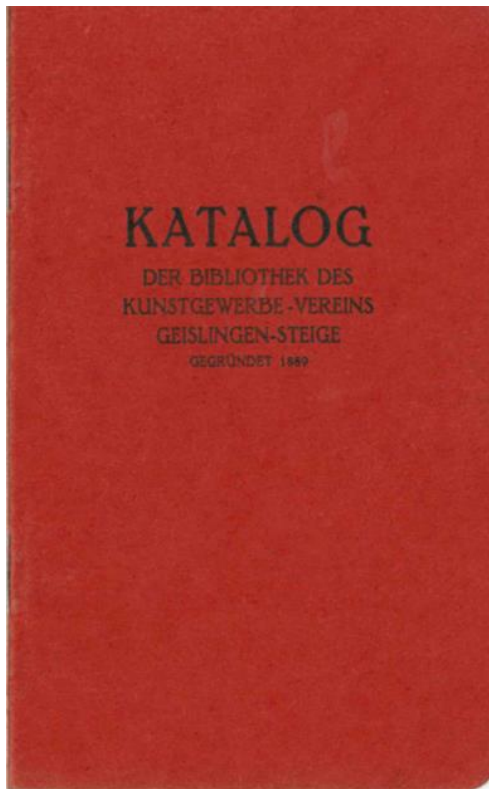 KATALOG
DER BIBLIOTHEK DES
KUNSTGEWERBE-VEREINS
GEISLINGEN-STEIGE
GEGRÜNDET 1889